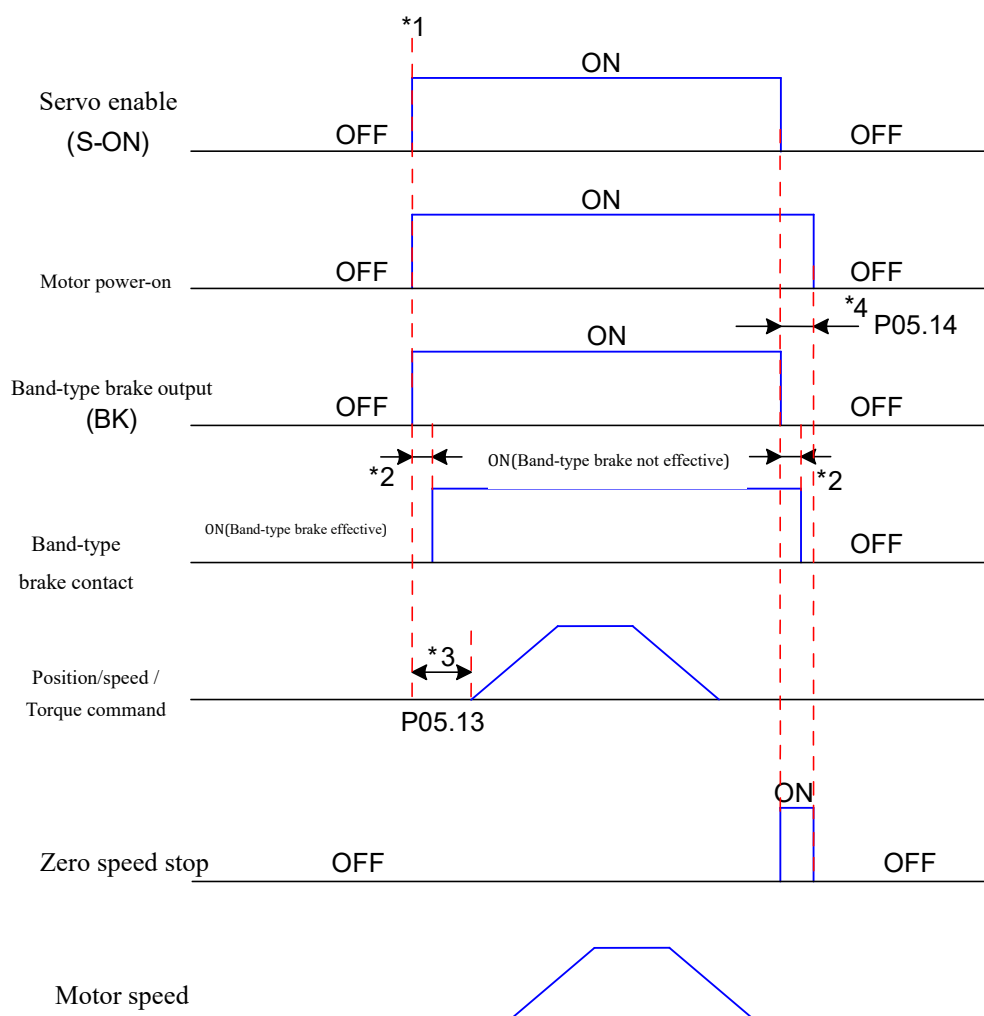 *1
ON
Servo enable
(S-ON)
OFF
OFF
ON
Motor power-on
OFF
OFF
*4
P05.14
ON
Band-type brake output
(BK)
OFF
OFF
*2
ON(Band-type brake not effective)
*2
ON(Band-type brake effective)
Band-type
brake contact
OFF
*3
Position/speed /
Torque command
P05.13
ON
Zero speed stop
OFF
OFF
Motor speed